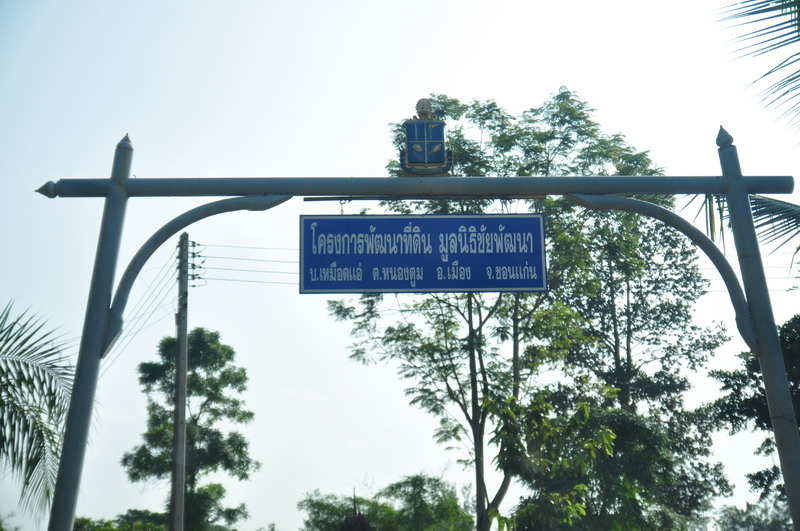 โครงการพัฒนาที่ดิน มูลนิธิชัยพัฒนา
บ.เหมือดแอ่ ต.หนองตูม อ.เมือง จ.ขอนแก่น